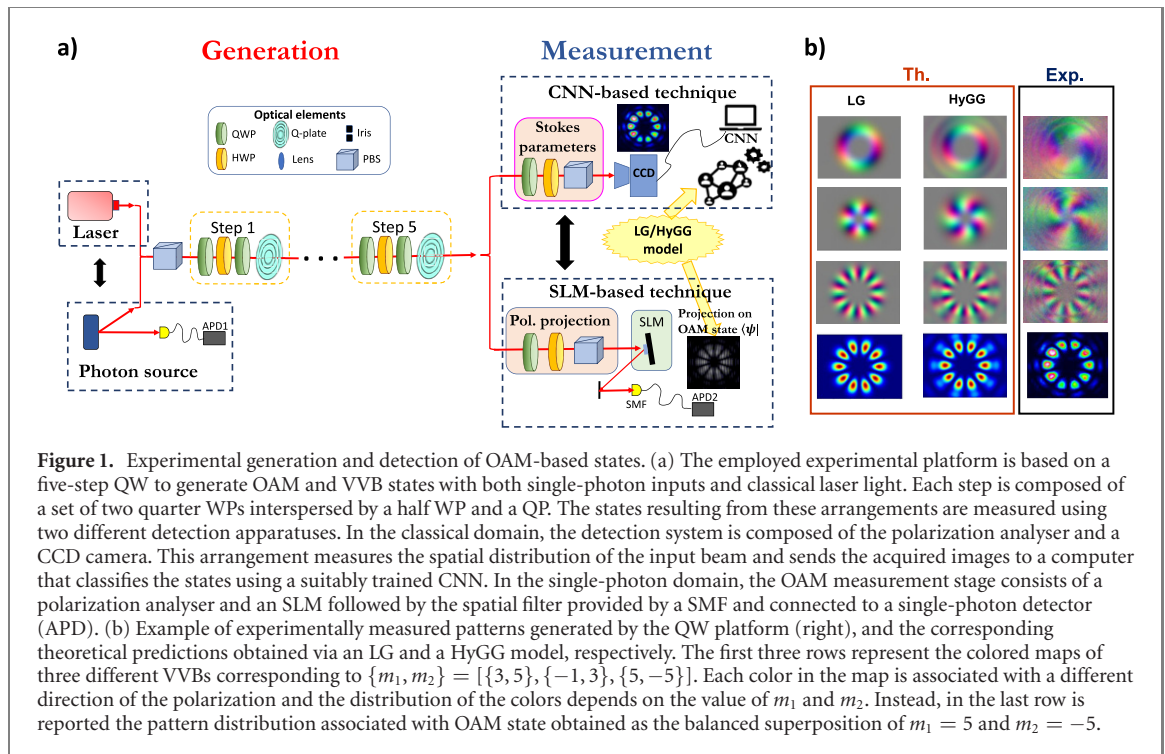 a)
Generation
Measurement
b)
Optical elements
QWP
Q-plate
Iris
HWP
Lens
PBS
Laser
Photon source
APD1
Step 1
• • •
Step 5
CNN-based technique
Stokes
parameters
CCD
CNN
LG/HyGG
model
SLM-based technique
Pol. projection
SLM
Projection on
OAM state ⟨ψ|
SMF
APD2
Th.
Exp.
LG
HyGG
Figure 1. Experimental generation and detection of OAM-based states. (a) The employed experimental platform is based on a
five-step QW to generate OAM and VVB states with both single-photon inputs and classical laser light. Each step is composed of
a set of two quarter WPs interspersed by a half WP and a QP. The states resulting from these arrangements are measured using
two different detection apparatuses. In the classical domain, the detection system is composed of the polarization analyser and a
CCD camera. This arrangement measures the spatial distribution of the input beam and sends the acquired images to a computer
that classifies the states using a suitably trained CNN. In the single-photon domain, the OAM measurement stage consists of a
polarization analyser and an SLM followed by the spatial filter provided by a SMF and connected to a single-photon detector
(APD). (b) Example of experimentally measured patterns generated by the QW platform (right), and the corresponding
theoretical predictions obtained via an LG and a HyGG model, respectively. The first three rows represent the colored maps of
three different VVBs corresponding to {m₁, m₂} = [{3, 5}, {−1, 3}, {5, −5}]. Each color in the map is associated with a different
direction of the polarization and the distribution of the colors depends on the value of m₁ and m₂. Instead, in the last row is
reported the pattern distribution associated with OAM state obtained as the balanced superposition of m₁ = 5 and m₂ = −5.